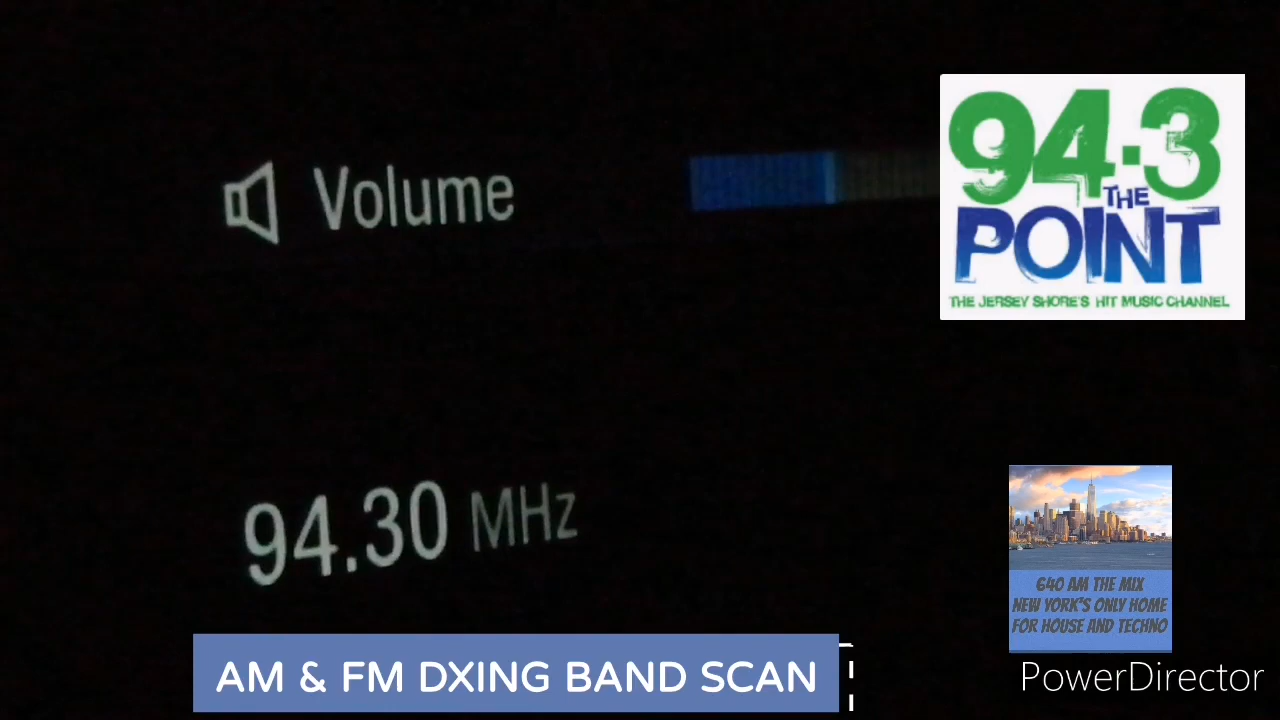 Volume
94.3
THE
POINT
THE JERSEY SHORE'S HIT MUSIC CHANNEL
94.30 MHz
640 AM THE MIX
NEW YORK'S ONLY HOME
FOR HOUSE AND TECHNO
AM & FM DXING BAND SCAN
PowerDirector